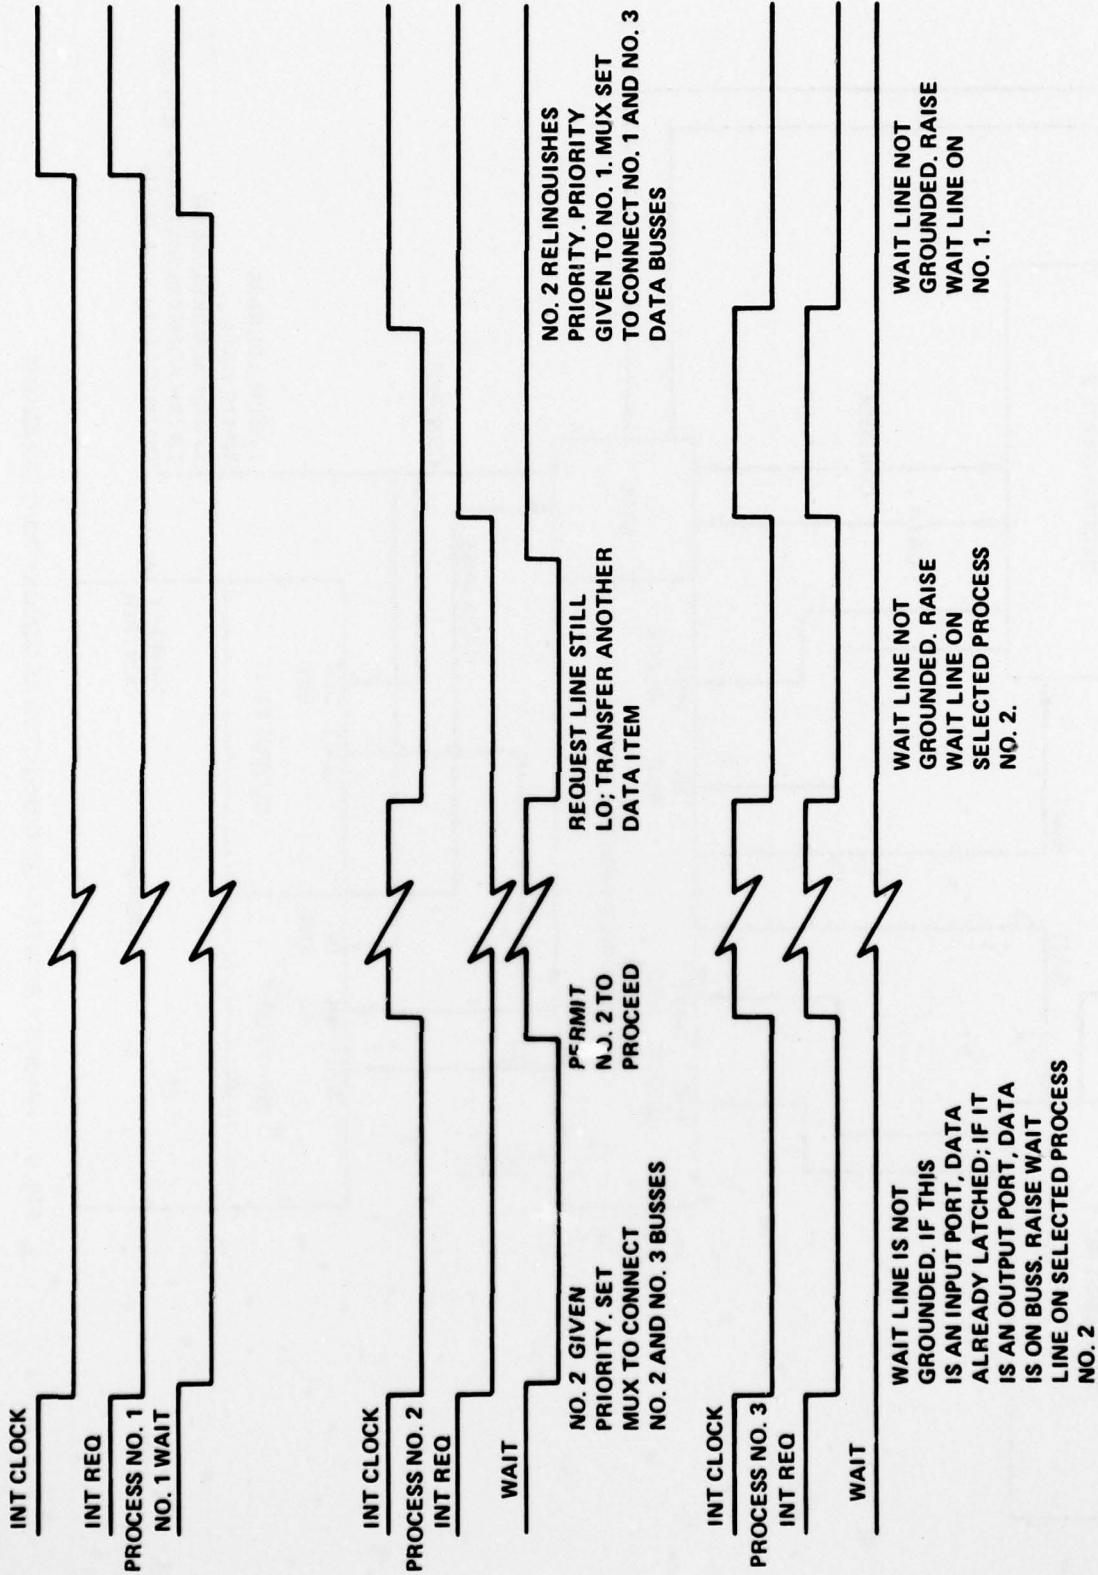 INT CLOCK
INT REQ
PROCESS NO. 1
NO. 1 WAIT
INT CLOCK
PROCESS NO. 2
INT REQ
WAIT
NO. 2 GIVEN
PRIORITY. SET
MUX TO CONNECT
NO. 2 AND NO. 3 BUSSES
PERMIT
NO. 2 TO
PROCEED
REQUEST LINE STILL
LO; TRANSFER ANOTHER
DATA ITEM
NO. 2 RELINQUISHES
PRIORITY. PRIORITY
GIVEN TO NO. 1. MUX SET
TO CONNECT NO. 1 AND NO. 3
DATA BUSSES
INT CLOCK
PROCESS NO. 3
INT REQ
WAIT
WAIT LINE IS NOT
GROUNDED. IF THIS
IS AN INPUT PORT, DATA
ALREADY LATCHED; IF IT
IS AN OUTPUT PORT, DATA
IS ON BUSS. RAISE WAIT
LINE ON SELECTED PROCESS
NO. 2
WAIT LINE NOT
GROUNDED. RAISE
WAIT LINE ON
SELECTED PROCESS
NO. 2.
WAIT LINE NOT
GROUNDED. RAISE
WAIT LINE ON
NO. 1.